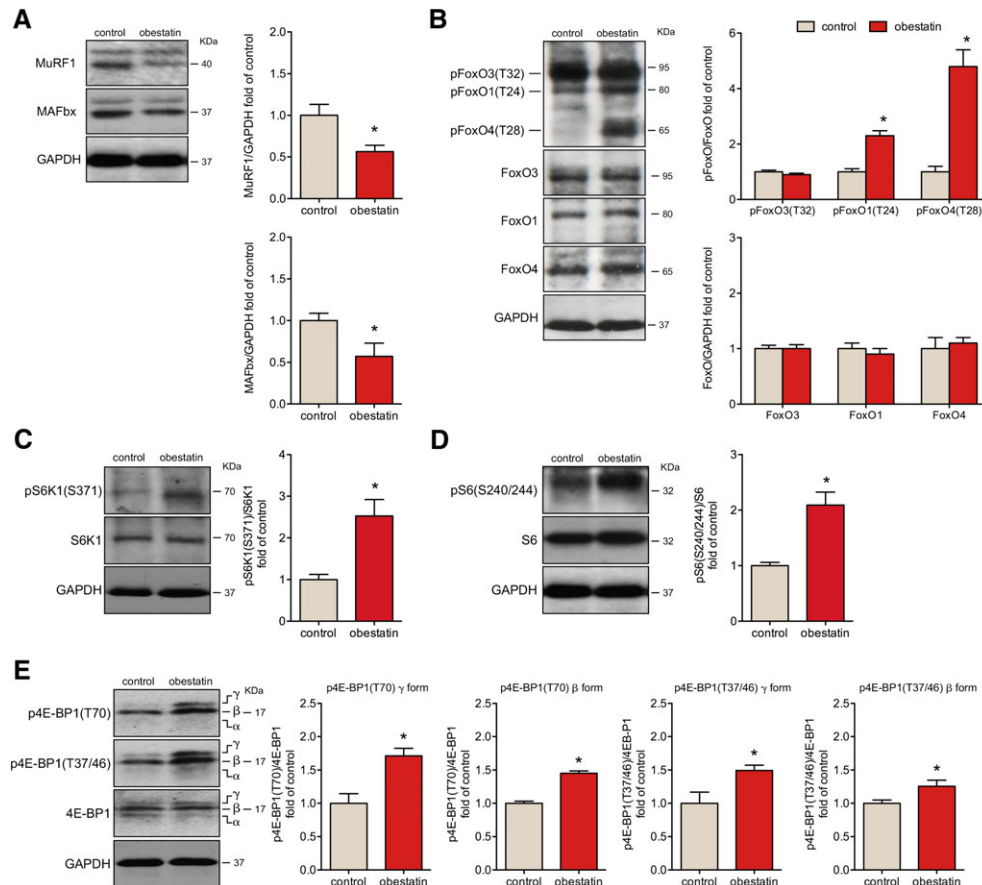 A
control obestatin KDa
MuRF1 40
MAFbx 37
GAPDH 37
MuRF1/GAPDH fold of control
2.0
1.5
1.0
0.5
0.0
*
control obestatin
MAFbx/GAPDH fold of control
2.0
1.5
1.0
0.5
0.0
*
control
obestatin
B
control obestatin KDa
pFoxO3(T32) 95
pFoxO1(T24) 80
pFoxO4(T28) 65
FoxO3 95
FoxO1 80
FoxO4 65
GAPDH 37
control obestatin
pFoxO/FoxO fold of control
6
4
2
0
*
*
pFoxO3(T32) pFoxO1(T24) pFoxO4(T28)
FoxO/GAPDH fold of control
3
2
1
0
FoxO3 FoxO1 FoxO4
C
control obestatin KDa
pS6K1(S371) 70
S6K1 70
GAPDH 37
pS6K1(S371)/S6K1
fold of control
4
3
2
1
0
*
control obestatin
D
control obestatin KDa
pS6(S240/244) 32
S6 32
GAPDH 37
pS6(S240/244)/S6
fold of control
3
2
1
0
*
control obestatin
E
control obestatin KDa
p4E-BP1(T70) γ β 17 α
p4E-BP1(T37/46) γ β α
4E-BP1 γ β 17 α
GAPDH 37
p4E-BP1(T70) γ form
p4E-BP1(T70)/4E-BP1
fold of control
2.0
1.5
1.0
0.5
0.0
*
control obestatin
p4E-BP1(T70) β form
p4E-BP1(T70)/4E-BP1
fold of control
2.0
1.5
1.0
0.5
0.0
*
control obestatin
p4E-BP1(T37/46) γ form
p4E-BP1(T37/46)/4EB-P1
fold of control
2.0
1.5
1.0
0.5
0.0
*
control obestatin
p4E-BP1(T37/46) β form
p4E-BP1(T37/46)/4E-BP1
fold of control
2.0
1.5
1.0
0.5
0.0
*
control obestatin